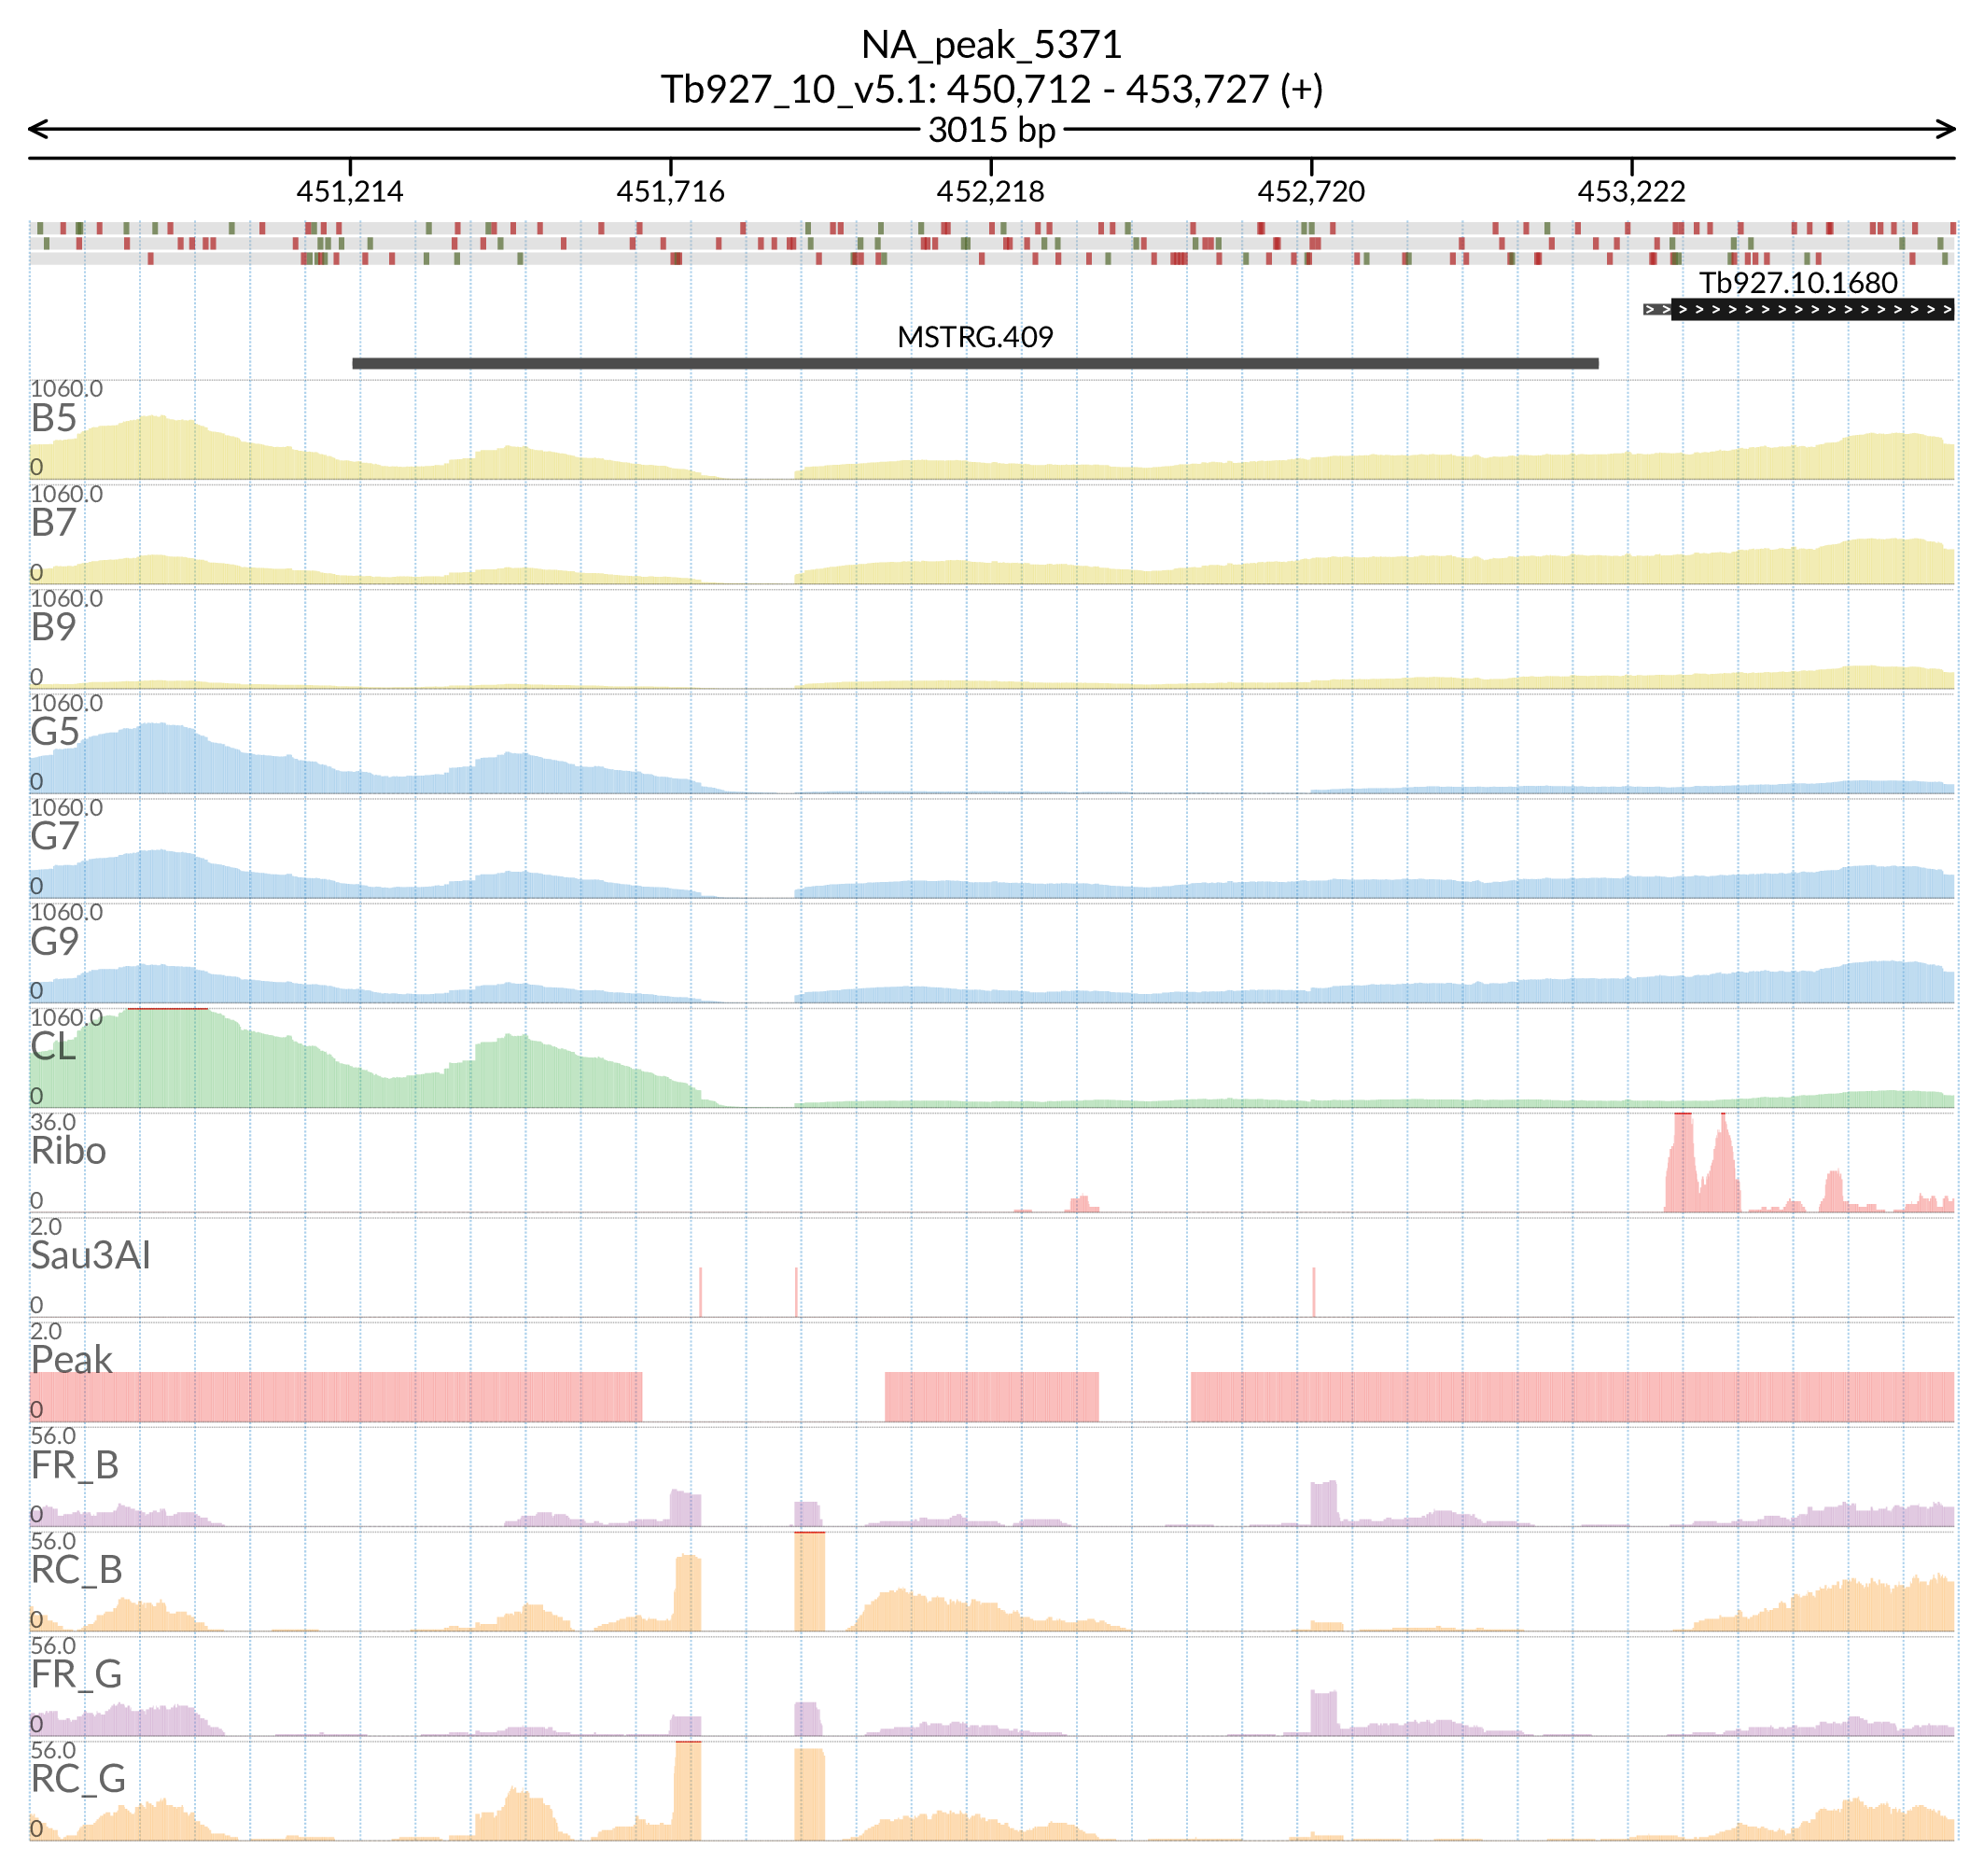 NA_peak_5371
Tb927_10_v5.1: 450,712 - 453,727 (+)
3015 bp
451,214 451,716 452,218 452,720 453,222
Tb927.10.1680
MSTRG.409
1060.0
B5
0
1060.0
B7
0
1060.0
B9
0
1060.0
G5
0
1060.0
G7
0
1060.0
G9
0
1060.0
CL
0
36.0
Ribo
0
2.0
Sau3AI
0
2.0
Peak
0
56.0
FR_B
0
56.0
RC_B
0
56.0
FR_G
0
56.0
RC_G
0